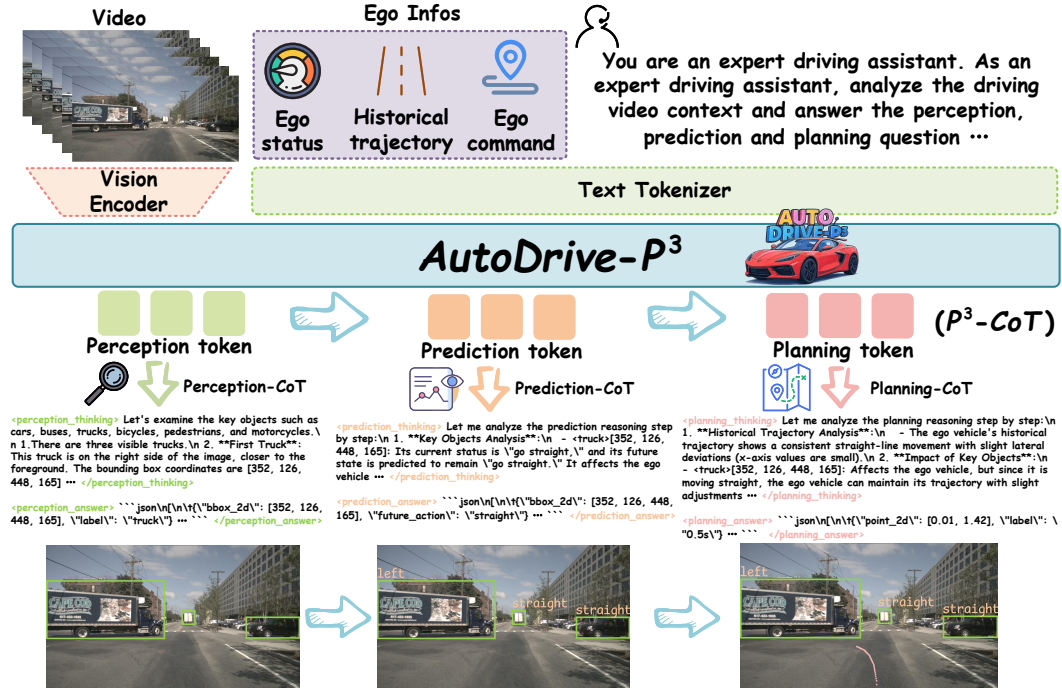 Video
Ego Infos
Ego
status
Historical
trajectory
Ego
command
You are an expert driving assistant. As an
expert driving assistant, analyze the driving
video context and answer the perception,
prediction and planning question ···
Vision
Encoder
Text Tokenizer
AutoDrive-P³
AUTO
DRIVE-P3
Perception token
Prediction token
Planning token
(P³-CoT)
Perception-CoT
Prediction-CoT
Planning-CoT
<perception_thinking> Let's examine the key objects such as
cars, buses, trucks, bicycles, pedestrians, and motorcycles.\
n 1.There are three visible trucks.\n 2. **First Truck**:
This truck is on the right side of the image, closer to the
foreground. The bounding box coordinates are [352, 126,
448, 165] ··· </perception_thinking>
<perception_answer> ```json\n[\n\t{\"bbox_2d\": [352, 126,
448, 165], \"label\": \"truck\"} ··· ``` </perception_answer>
<prediction_thinking> Let me analyze the prediction reasoning step
by step:\n 1. **Key Objects Analysis**:\n  - <truck>[352, 126,
448, 165]: Its current status is \"go straight,\" and its future
state is predicted to remain \"go straight.\" It affects the ego
vehicle ··· </prediction_thinking>
<prediction_answer> ```json\n[\n\t{\"bbox_2d\": [352, 126, 448,
165], \"future_action\": \"straight\"} ··· ``` </prediction_answer>
<planning_thinking> Let me analyze the planning reasoning step by step:\n
1. **Historical Trajectory Analysis**:\n   - The ego vehicle's historical
trajectory shows a consistent straight-line movement with slight lateral
deviations (x-axis values are small).\n 2. **Impact of Key Objects**:\n
- <truck>[352, 126, 448, 165]: Affects the ego vehicle, but since it is
moving straight, the ego vehicle can maintain its trajectory with slight
adjustments ··· </planning_thinking>
<planning_answer> ```json\n[\n\t{\"point_2d\": [0.01, 1.42], \"label\": \
"0.5s\"} ··· ```  </planning_answer>
CAPE COD
left
straight
straight
CAPE COD
left
straight
straight
CAPE COD